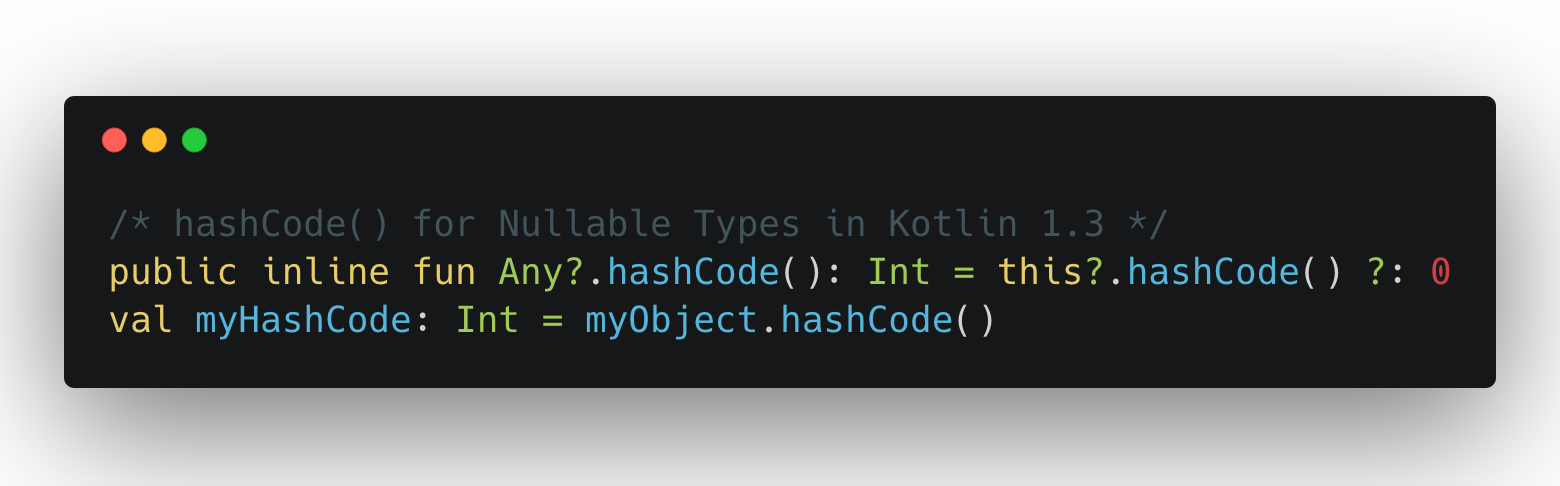 /* hashCode() for Nullable Types in Kotlin 1.3 */
public inline fun Any?.hashCode(): Int = this?.hashCode() ?: 0
val myHashCode: Int = myObject.hashCode()